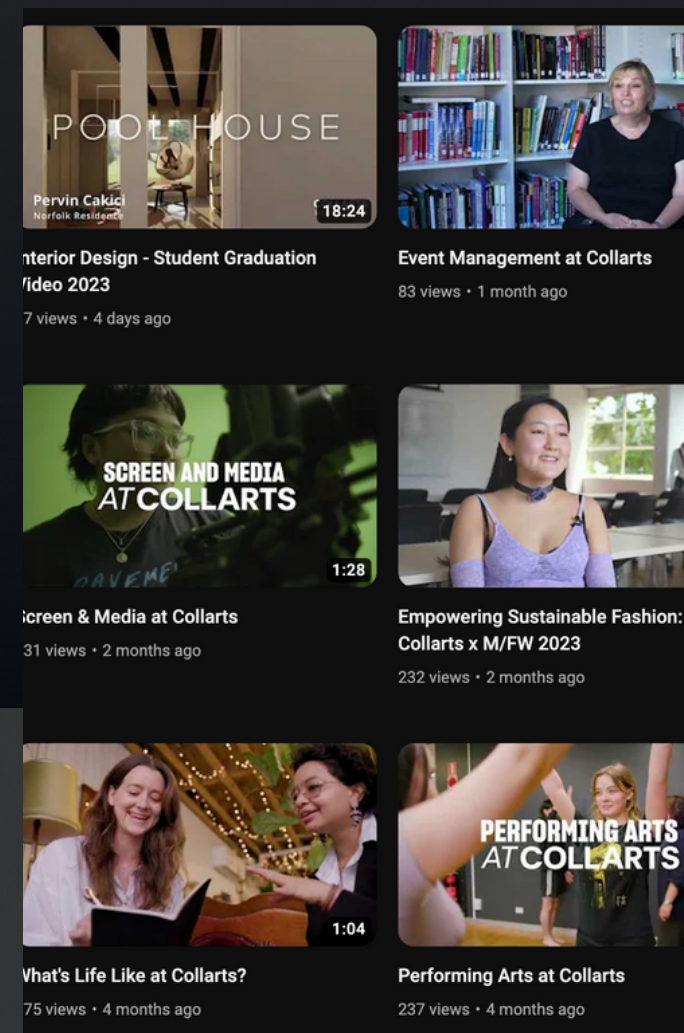 POOL HOUSE
Pervin Cakici
Norfolk Residence
18:24
nterior Design - Student Graduation
Video 2023
7 views • 4 days ago
Event Management at Collarts
83 views • 1 month ago
SCREEN AND MEDIA
AT COLLARTS
PAVEME
1:28
Screen & Media at Collarts
31 views • 2 months ago
Empowering Sustainable Fashion:
Collarts x M/FW 2023
232 views • 2 months ago
1:04
What's Life Like at Collarts?
75 views • 4 months ago
PERFORMING ARTS
AT COLLARTS
Performing Arts at Collarts
237 views • 4 months ago